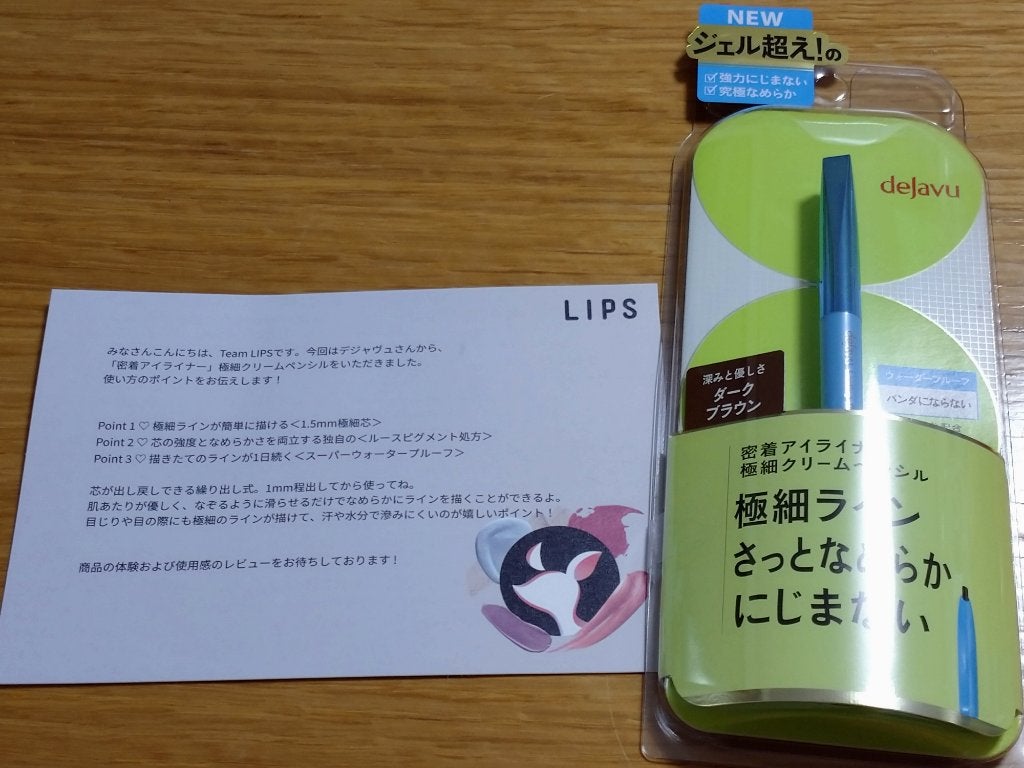 LIPS
みなさんこんにちは、Team LIPSです。今回はデジャヴュさんから、
「密着アイライナー」極細クリームペンシルをいただきました。
使い方のポイントをお伝えします！
Point 1 ♡ 極細ラインが簡単に描ける＜1.5mm極細芯＞
Point 2 ♡ 芯の強度となめらかさを両立する独自の＜ルースピグメント処方＞
Point 3 ♡ 描きたてのラインが1日続く＜スーパーウォータープルーフ＞
芯が出し戻しできる繰り出し式。1mm程出してから使ってね。
肌あたりが優しく、なぞるように滑らせるだけでなめらかにラインを描くことができるよ。
目じりや目の際にも極細のラインが描けて、汗や水分で滲みにくいのが嬉しいポイント！
商品の体験および使用感のレビューをお待ちしております！
NEW
ジェル超え！の
強力にじまない
究極なめらか
deJavu
深みと優しさ
ダーク
ブラウン
ウォータープルーフ
パンダにならない
密着アイライナー
極細クリームペンシル
極細ライン
さっとなめらか
にじまない